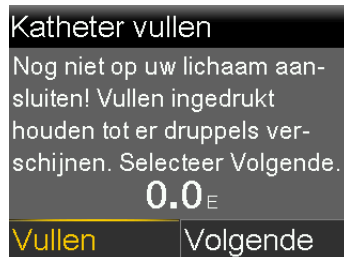 Katheter vullen
Nog niet op uw lichaam aan-
sluiten! Vullen ingedrukt
houden tot er druppels ver-
schijnen. Selecteer Volgende.
0.0 E
Vullen Volgende